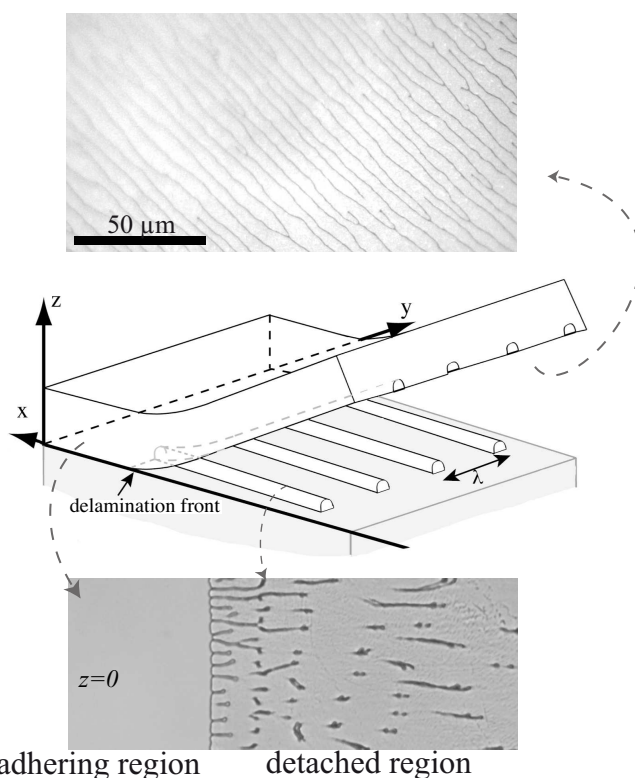 50 µm
z
y
x
λ
delamination front
z=0
adhering region
detached region